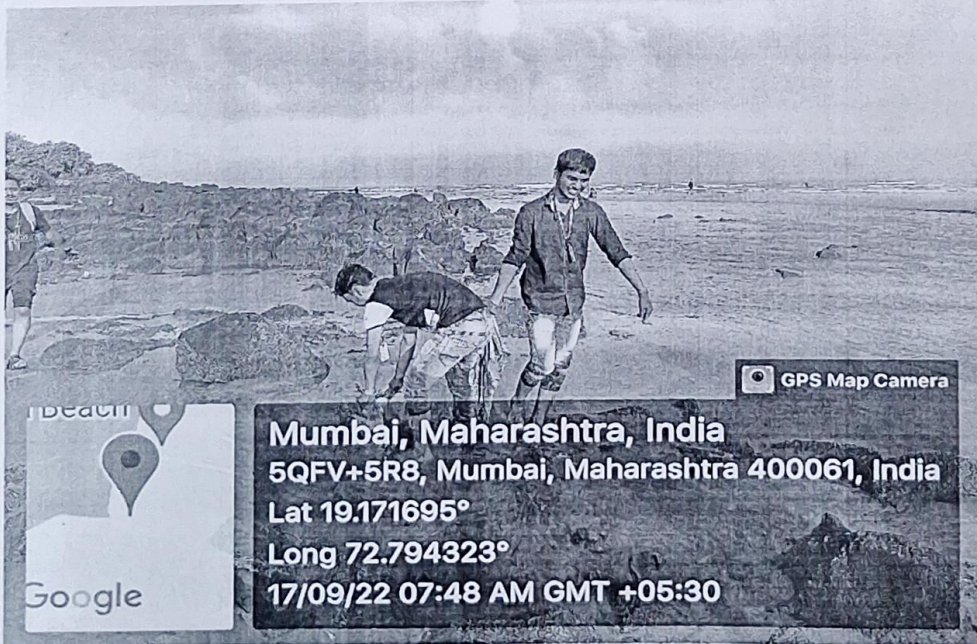 GPS Map Camera
Beach
Google
Mumbai, Maharashtra, India
5QFV+5R8, Mumbai, Maharashtra 400061, India
Lat 19.171695°
Long 72.794323°
17/09/22 07:48 AM GMT +05:30